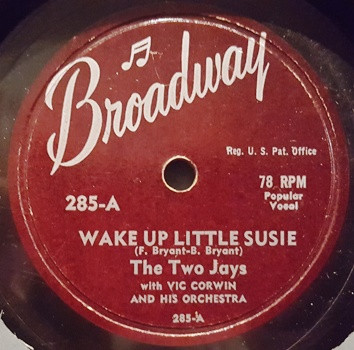 Broadway
Reg. U. S. Pat. Office
285-A
78 RPM
Popular
Vocal
WAKE UP LITTLE SUSIE
(F. Bryant-B. Bryant)
The Two Jays
with VIC CORWIN
AND HIS ORCHESTRA
285-A